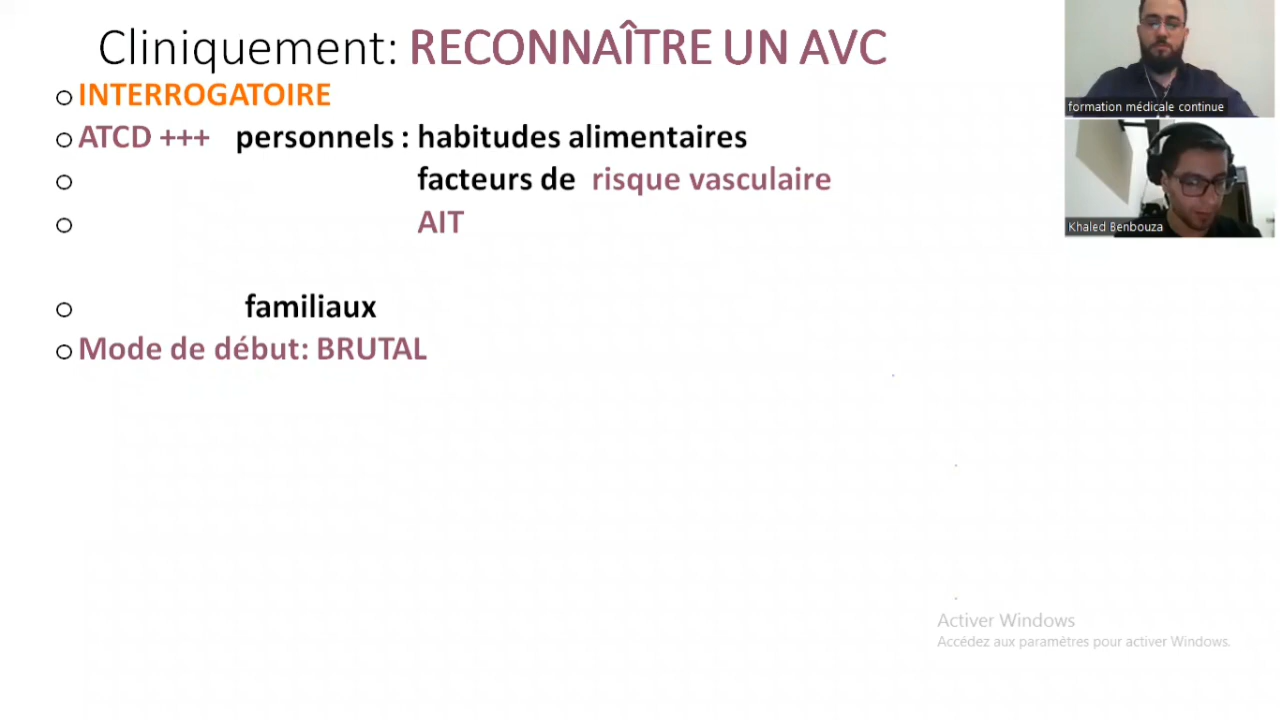 Cliniquement: RECONNAÎTRE UN AVC
INTERROGATOIRE
ATCD +++ personnels : habitudes alimentaires
facteurs de risque vasculaire
AIT
familiaux
Mode de début: BRUTAL
formation médicale continue
Khaled Benbouza
Activer Windows
Accédez aux paramètres pour activer Windows.